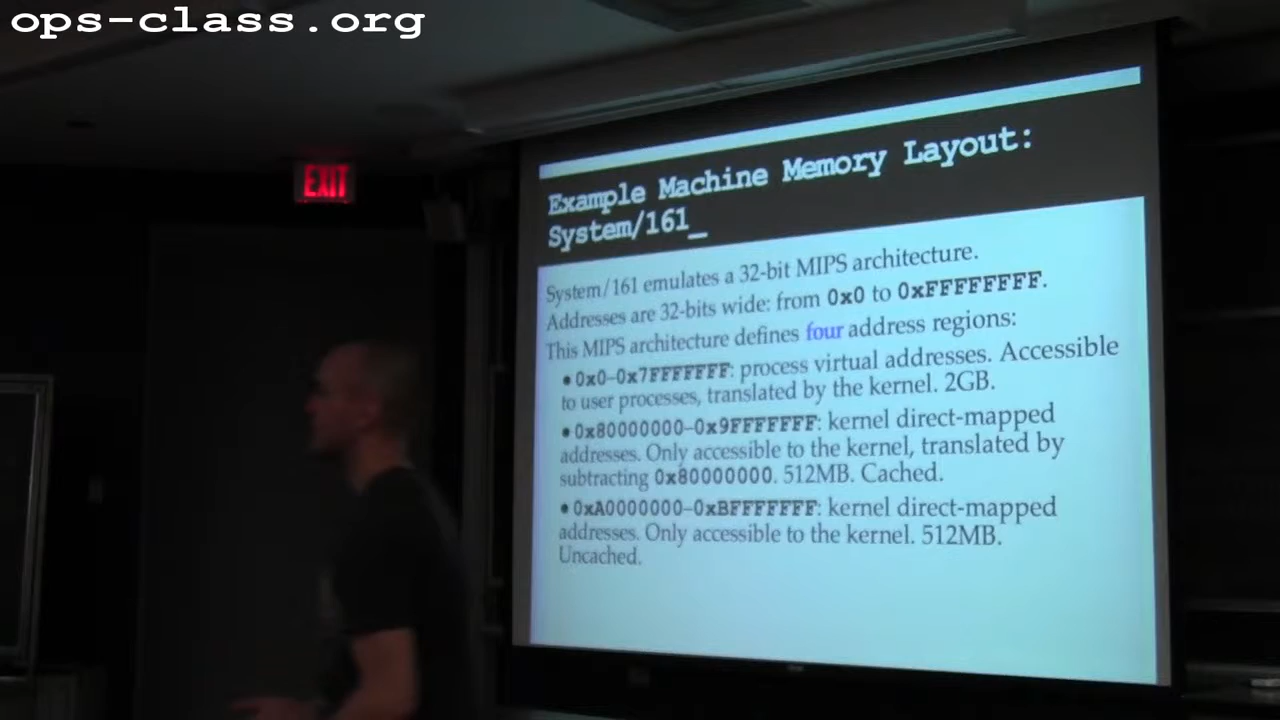 ops-class.org
EXIT
Example Machine Memory Layout:
System/161_
System/161 emulates a 32-bit MIPS architecture.
Addresses are 32-bits wide: from 0x0 to 0xFFFFFFFF.
This MIPS architecture defines four address regions:
• 0x0–0x7FFFFFFF: process virtual addresses. Accessible
to user processes, translated by the kernel. 2GB.
• 0x80000000–0x9FFFFFFF: kernel direct-mapped
addresses. Only accessible to the kernel, translated by
subtracting 0x80000000. 512MB. Cached.
• 0xA0000000–0xBFFFFFFF: kernel direct-mapped
addresses. Only accessible to the kernel. 512MB.
Uncached.